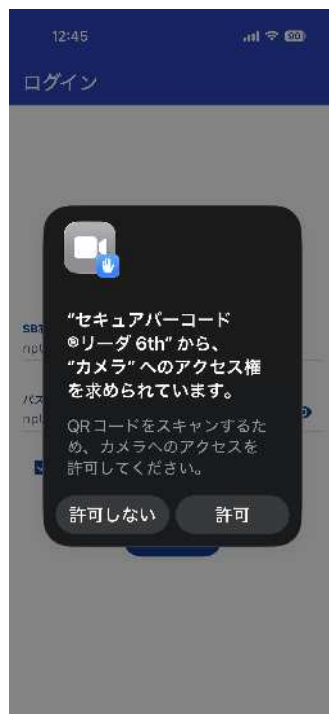 12:45
90
ログイン
"セキュアバーコード
®リーダ 6th" から、
"カメラ" へのアクセス権
を求められています。
QRコードをスキャンするた
め、カメラへのアクセスを
許可してください。
許可しない
許可